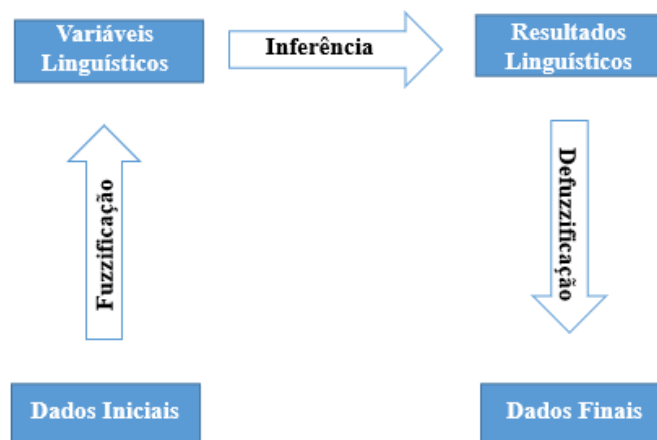 Variáveis
Linguísticos
Inferência
Resultados
Linguísticos
Fuzzificação
Defuzzificação
Dados Iniciais
Dados Finais